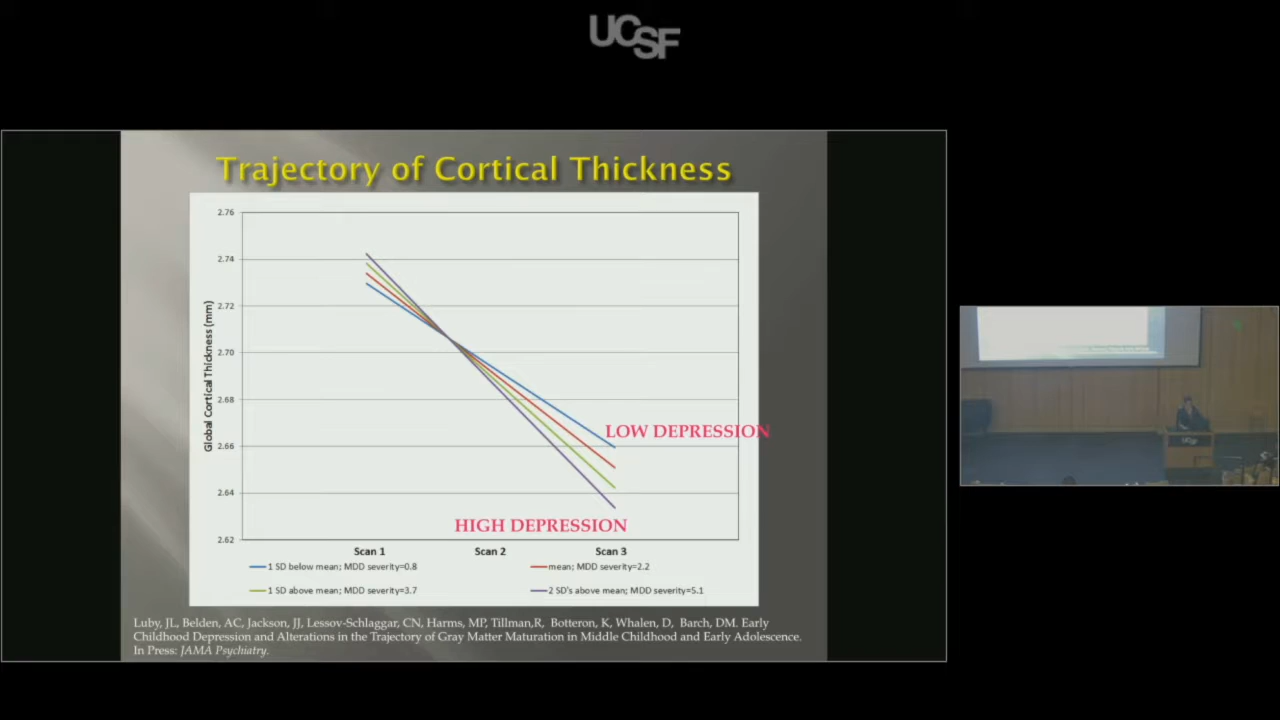 UCSF
Trajectory of Cortical Thickness
2.76
2.74
2.72
2.70
2.68
2.66
2.64
2.62
Global Cortical Thickness (mm)
LOW DEPRESSION
HIGH DEPRESSION
Scan 1 Scan 2 Scan 3
1 SD below mean; MDD severity=0.8
mean; MDD severity=2.2
1 SD above mean; MDD severity=3.7
2 SD's above mean; MDD severity=5.1
Luby, JL, Belden, AC, Jackson, JJ, Lessov-Schlaggar, CN, Harms, MP, Tillman,R, Botteron, K, Whalen, D, Barch, DM. Early
Childhood Depression and Alterations in the Trajectory of Gray Matter Maturation in Middle Childhood and Early Adolescence.
In Press: JAMA Psychiatry.
UCSF